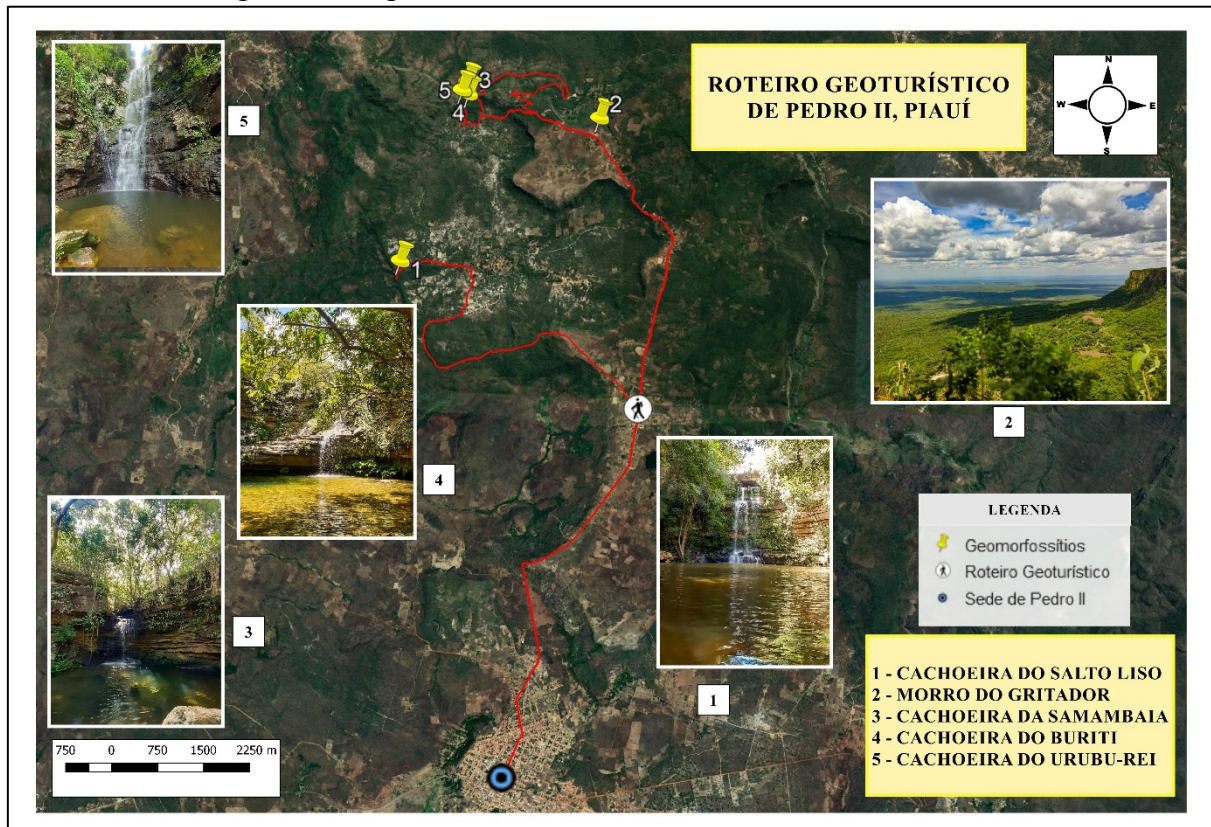 ROTEIRO GEOTURÍSTICO
DE PEDRO II, PIAUÍ
N
W
E
S
5
3
5
4
2
1
2
4
3
1
LEGENDA
Geomorfossítios
Roteiro Geoturístico
Sede de Pedro II
1 - CACHOEIRA DO SALTO LISO
2 - MORRO DO GRITADOR
3 - CACHOEIRA DA SAMAMBAIA
4 - CACHOEIRA DO BURITI
5 - CACHOEIRA DO URUBU-REI
750 0 750 1500 2250 m